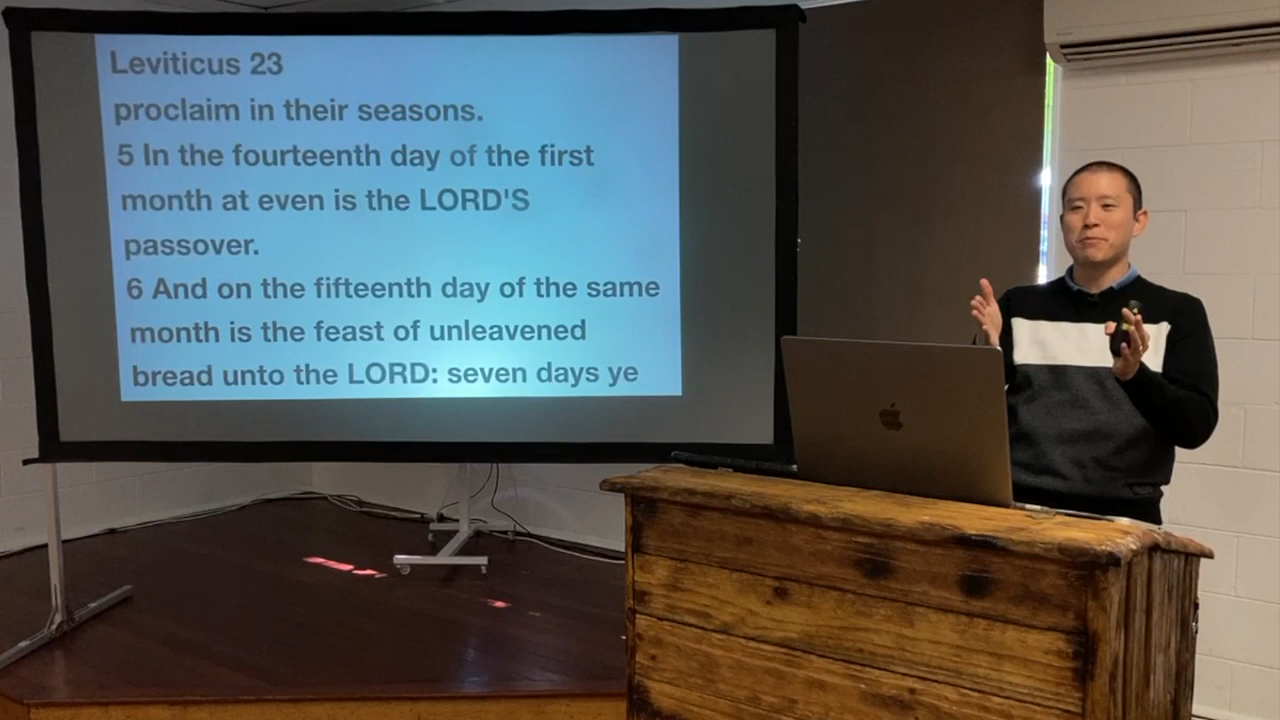 Leviticus 23
proclaim in their seasons.
5 In the fourteenth day of the first
month at even is the LORD'S
passover.
6 And on the fifteenth day of the same
month is the feast of unleavened
bread unto the LORD: seven days ye